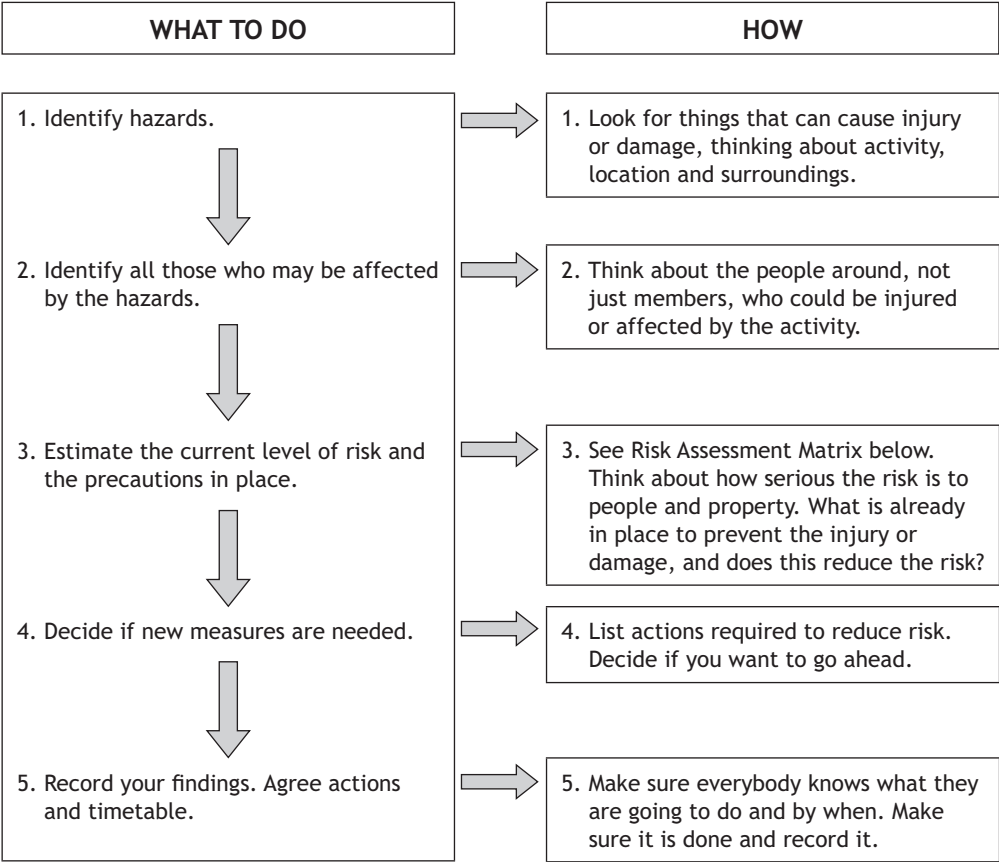 WHAT TO DO
HOW
1. Identify hazards.
1. Look for things that can cause injury
or damage, thinking about activity,
location and surroundings.
2. Identify all those who may be affected
by the hazards.
2. Think about the people around, not
just members, who could be injured
or affected by the activity.
3. Estimate the current level of risk and
the precautions in place.
3. See Risk Assessment Matrix below.
Think about how serious the risk is to
people and property. What is already
in place to prevent the injury or
damage, and does this reduce the risk?
4. Decide if new measures are needed.
4. List actions required to reduce risk.
Decide if you want to go ahead.
5. Record your findings. Agree actions
and timetable.
5. Make sure everybody knows what they
are going to do and by when. Make
sure it is done and record it.